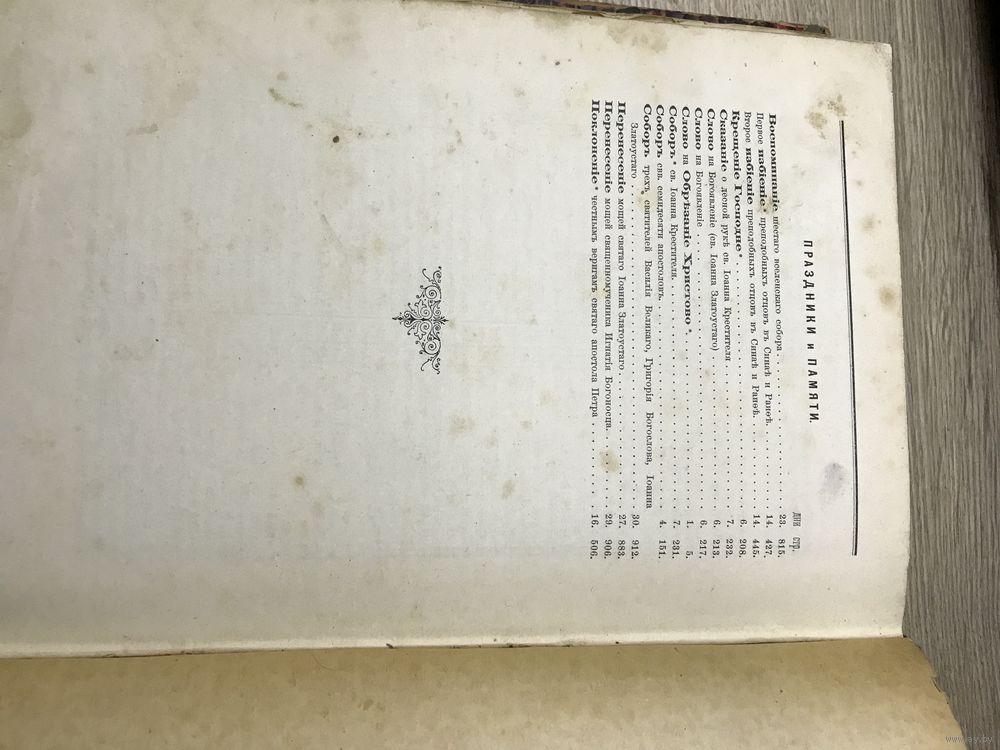 ПРАЗДНИКИ и ПАМЯТИ.
дни стр.
Воспоминаніе шестаго вселенскаго собора . . . 23. 815.
Первое избіеніе* преподобныхъ отцовъ въ Синаѣ и Раиѳѣ. . . . 14. 427.
Второе избіеніе преподобныхъ отцовъ въ Синаѣ и Раиѳѣ. . . . 14. 445.
Крещеніе Господне* . . . 6. 208.
Сказаніе о лесной рукѣ св. Іоанна Крестителя . . . 7. 232.
Слово на Богоявленіе (св. Іоанна Златоустаго) . . . 6. 213.
Слово на Богоявленіе . . . 6. 217.
Слово на Обрѣзаніе Христово* . . . 1. 5.
Соборъ* св. Іоанна Крестителя. . . . 7. 231.
Соборъ свв. семидесяти апостоловъ. . . . 4. 151.
Соборъ трехъ* святителей Василія Великаго, Григорія Богослова, Іоанна
Златоустаго . . . 30. 912.
Перенесеніе мощей святаго Іоанна Златоустаго . . . 27. 883.
Перенесеніе мощей священномученика Игнатія Богоносца. . . . 29. 906.
Поклоненіе* честнымъ веригамъ святаго апостола Петра . . . 16. 506.
www.ay.by